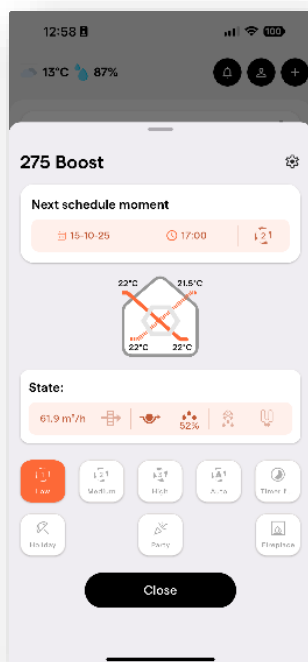 12:58
100
13°C 87%
275 Boost
Next schedule moment
15-10-25 17:00 1
22°C 21.5°C
22°C 22°C
State:
61.9 m³/h 52%
Low Medium High Auto Timer
Holiday Party Fireplace
Close